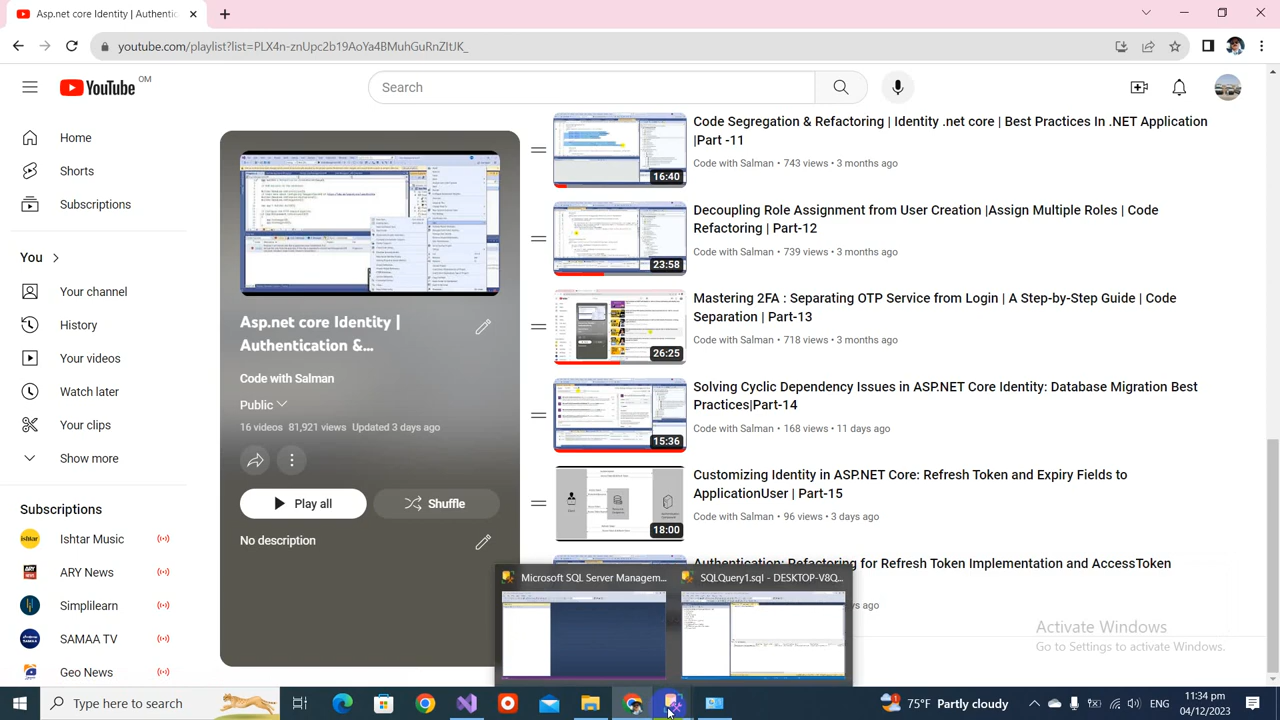 Asp.net core Identity | Authentic
youtube.com/playlist?list=PLX4n-znUpc2b19AoYa4BMuhGuRnZItJK_
YouTube
OM
Search
Home
Shorts
Subscriptions
You
Your channel
History
Your videos
Watch later
Your clips
Show more
Subscriptions
Ishtar Music
ARY News
Simplilearn
SAMAA TV
Asp.net core Identity |
Authentication &...
Code with Salman
Public
16 videos 81,921 views Updated 3 days ago
Play all
Shuffle
No description
16:40
Code Separation & Refactoring | Identity .net core | Best Practices in .NET Application
|Part -11
Code with Salman • 743 views • 3 months ago
23:58
Decoupling Role Assignment from User Creation |Assign Multiple Roles | Code
Refactoring | Part-12
Code with Salman • 739 views • months ago
26:25
Mastering 2FA : Separating OTP Service from Login Step-by-Step Guide | Code
Separation | Part-13
Code with Salman • 718 views • months ago
15:36
Solving Cyclic Dependency Issue in ASP.NET Core Identity Database Migration Best
Practices|Part-14
Code with Salman • 168 views • 11 days ago
18:00
Customizing Identity in ASP.NET Core: Refresh Token and Expiry Fields to
ApplicationUser | Part-15
Code with Salman • 96 views • 3 days ago
Authentication: Refactoring for Refresh Token Implementation and Access Token
days ago
Microsoft SQL Server Managem...
SQLQuery1.sql - DESKTOP-V8Q...
Activate Windows
Go to Settings to activate Windows.
Type here to search
75°F Partly cloudy
ENG
11:34 pm
04/12/2023